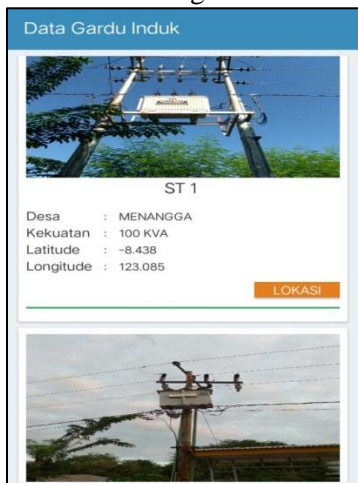 Data Gardu Induk
ST 1
Desa : MENANGGA
Kekuatan : 100 KVA
Latitude : -8.438
Longitude : 123.085
LOKASI